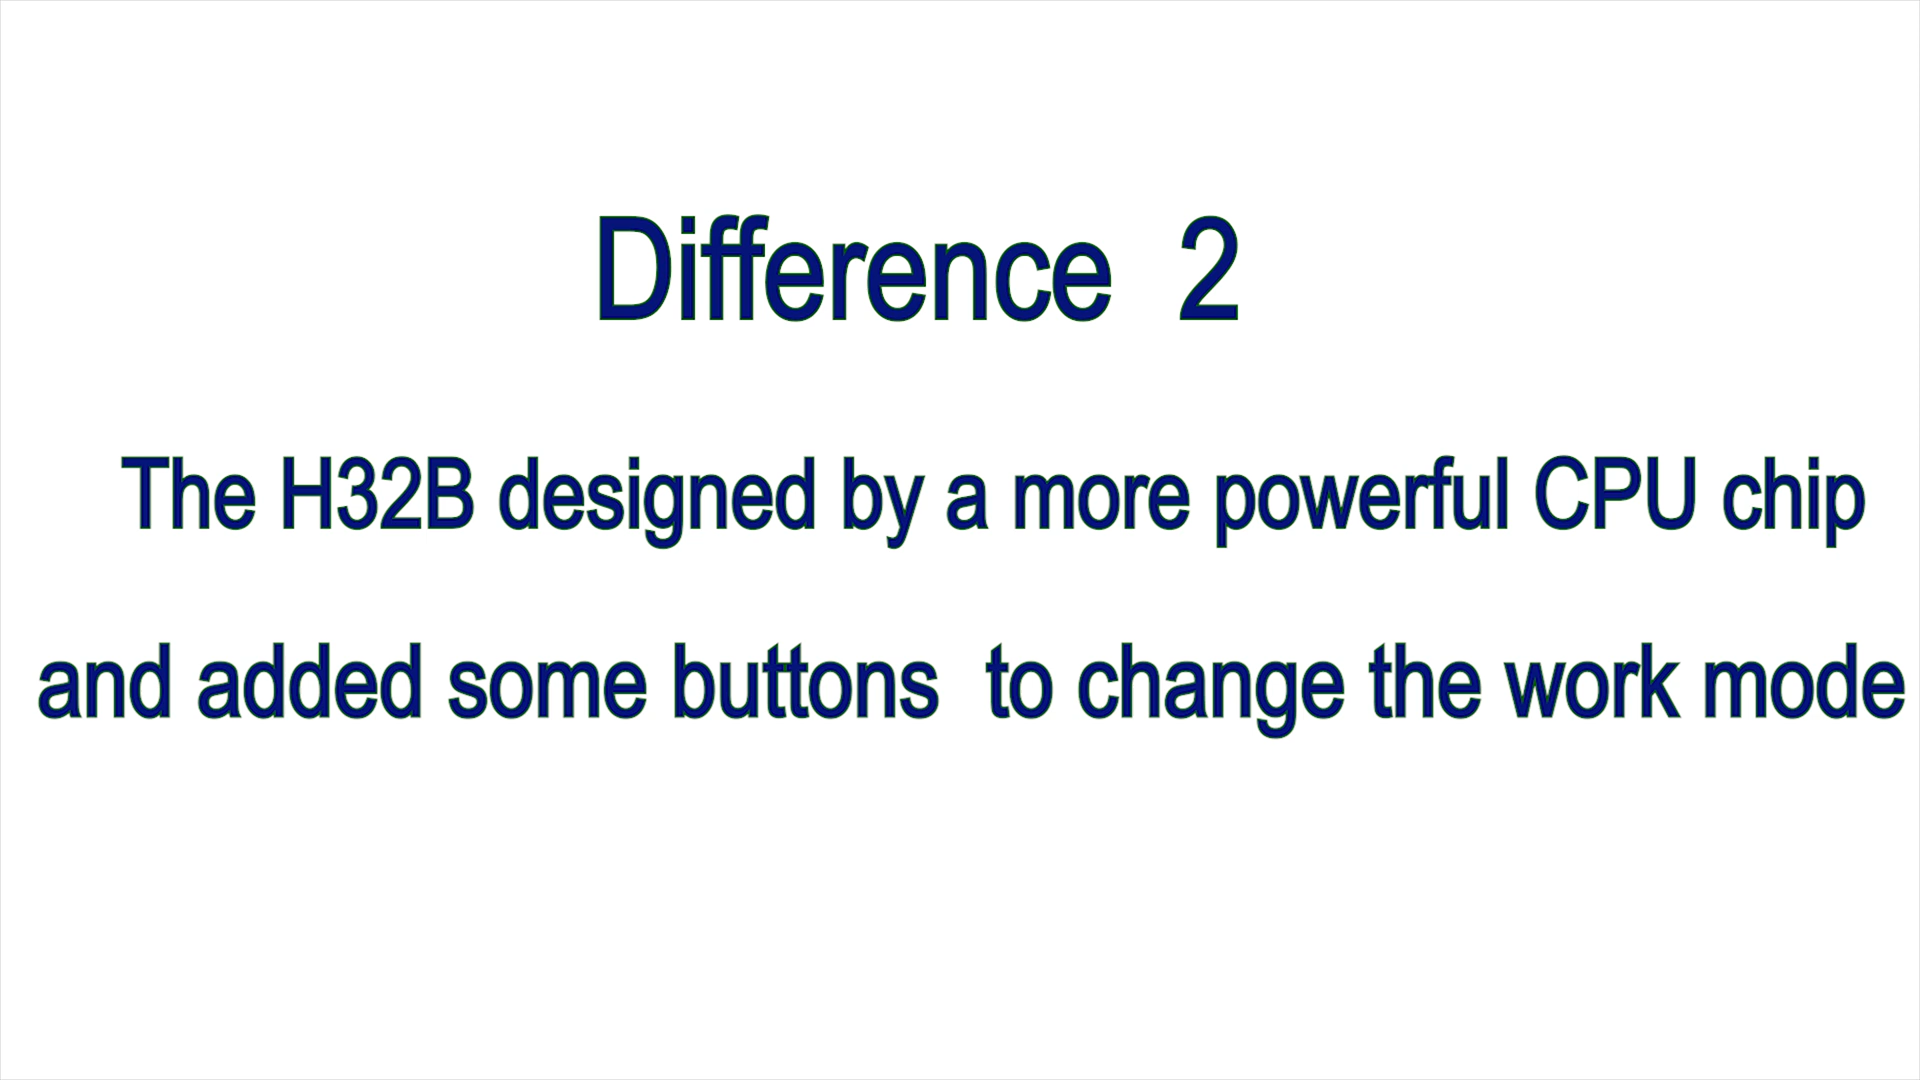 Difference 2
The H32B designed by a more powerful CPU chip
and added some buttons to change the work mode